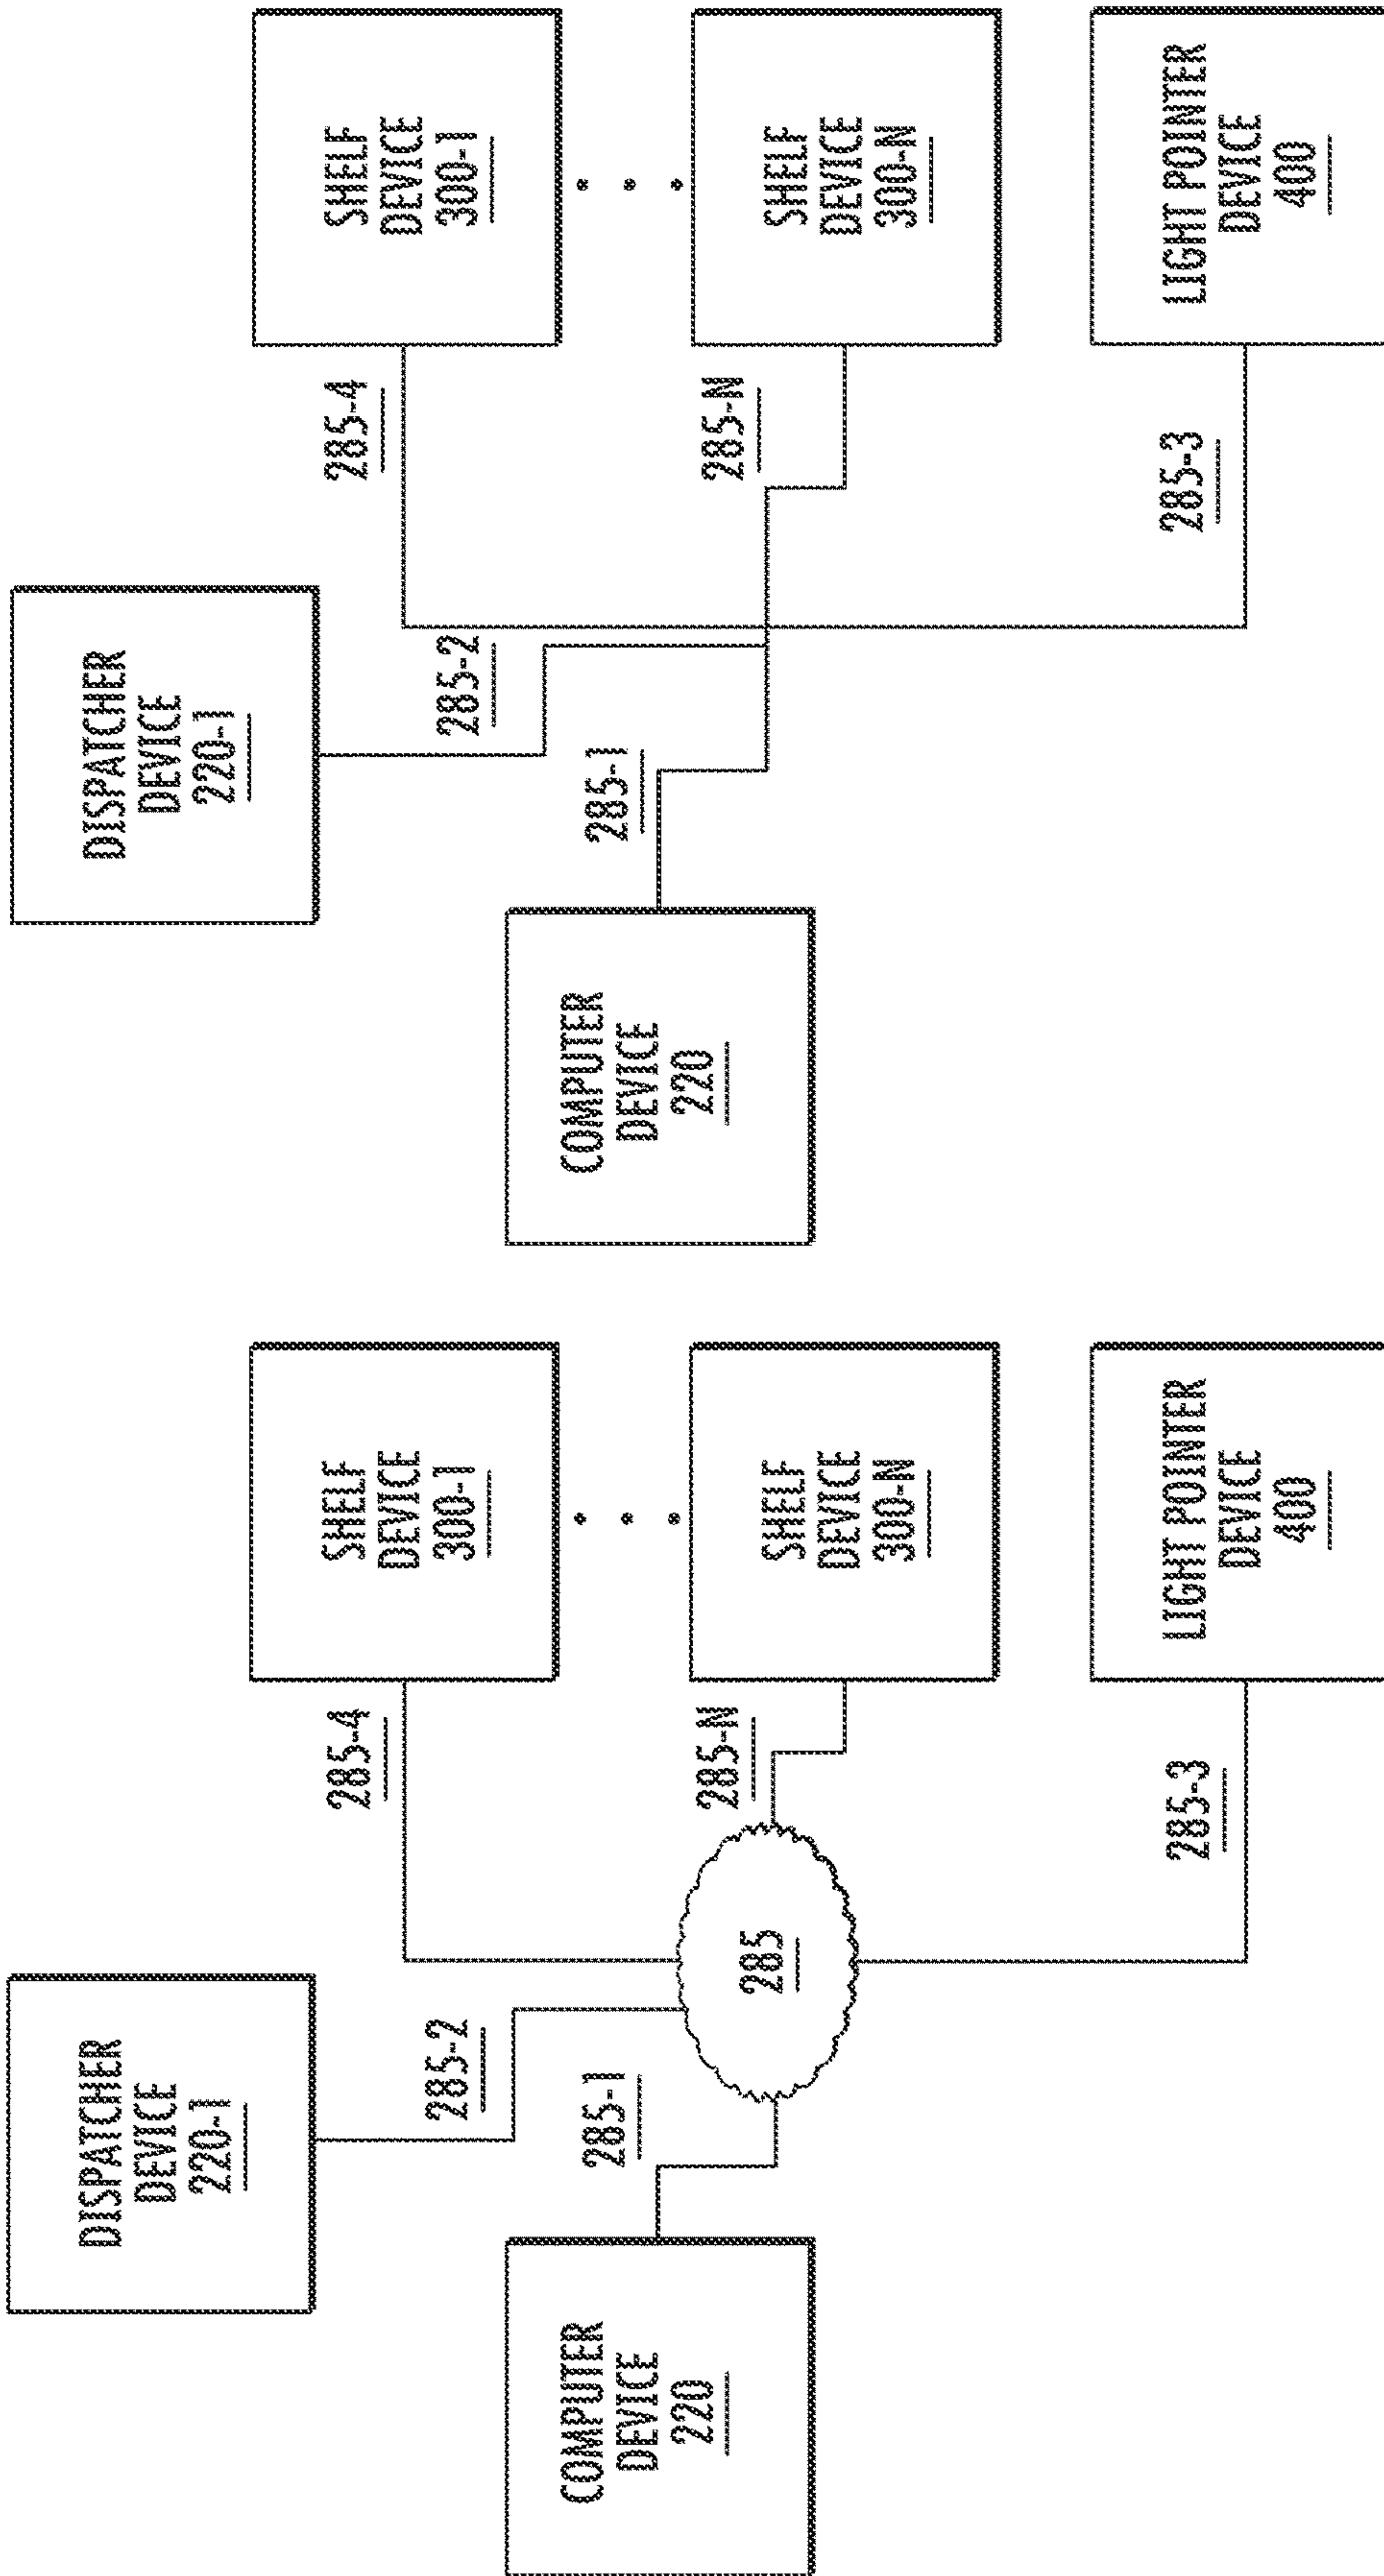 DISPATCHER
DEVICE
220-1
285-2
COMPUTER
DEVICE
220
285-1
285
285-4
SHELF
DEVICE
300-1
285-N
SHELF
DEVICE
300-N
285-3
LIGHT POINTER
DEVICE
400
DISPATCHER
DEVICE
220-1
285-2
COMPUTER
DEVICE
220
285-1
285-4
SHELF
DEVICE
300-1
285-N
SHELF
DEVICE
300-N
285-3
LIGHT POINTER
DEVICE
400